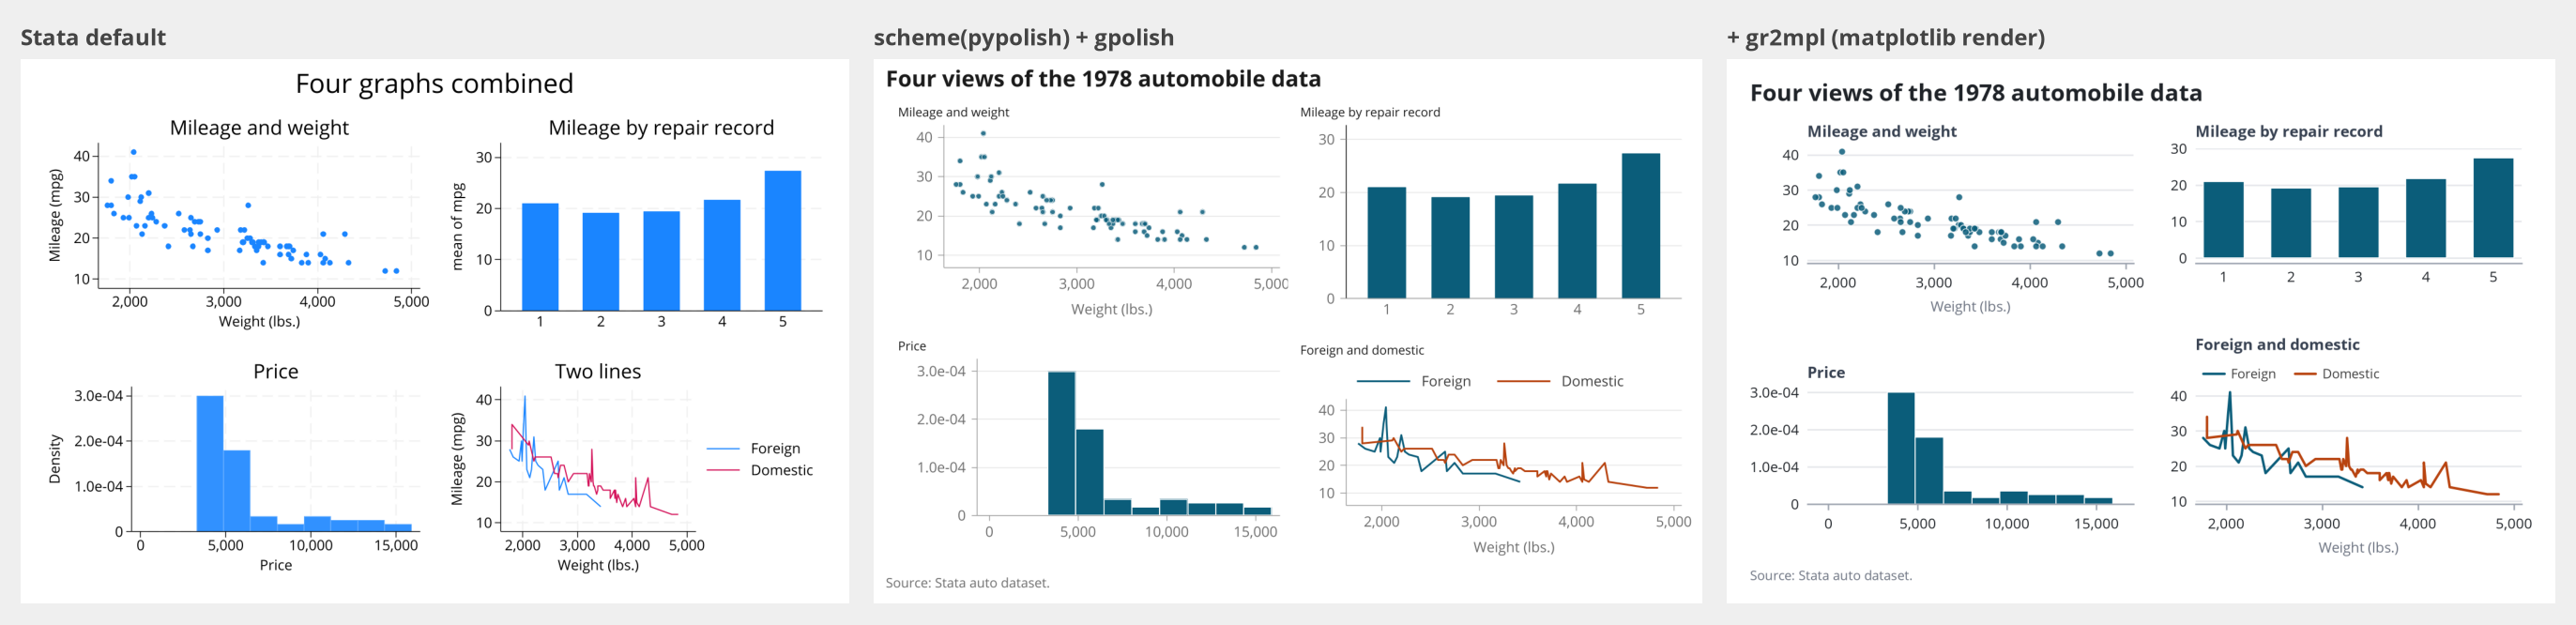 Stata default
Four graphs combined
Mileage and weight
Mileage (mpg)
40
30
20
10
2,000 3,000 4,000 5,000
Weight (lbs.)
Mileage by repair record
mean of mpg
30
20
10
0
1 2 3 4 5
Price
Density
3.0e-04
2.0e-04
1.0e-04
0
0 5,000 10,000 15,000
Price
Two lines
Mileage (mpg)
40
30
20
10
2,000 3,000 4,000 5,000
Weight (lbs.)
Foreign
Domestic
scheme(pypolish) + gpolish
Four views of the 1978 automobile data
Mileage and weight
40
30
20
10
2,000 3,000 4,000 5,000
Weight (lbs.)
Mileage by repair record
30
20
10
0
1 2 3 4 5
Price
3.0e-04
2.0e-04
1.0e-04
0
0 5,000 10,000 15,000
Foreign and domestic
Foreign Domestic
40
30
20
10
2,000 3,000 4,000 5,000
Weight (lbs.)
Source: Stata auto dataset.
+ gr2mpl (matplotlib render)
Four views of the 1978 automobile data
Mileage and weight
40
30
20
10
2,000 3,000 4,000 5,000
Weight (lbs.)
Mileage by repair record
30
20
10
0
1 2 3 4 5
Price
3.0e-04
2.0e-04
1.0e-04
0
0 5,000 10,000 15,000
Foreign and domestic
Foreign Domestic
40
30
20
10
2,000 3,000 4,000 5,000
Weight (lbs.)
Source: Stata auto dataset.